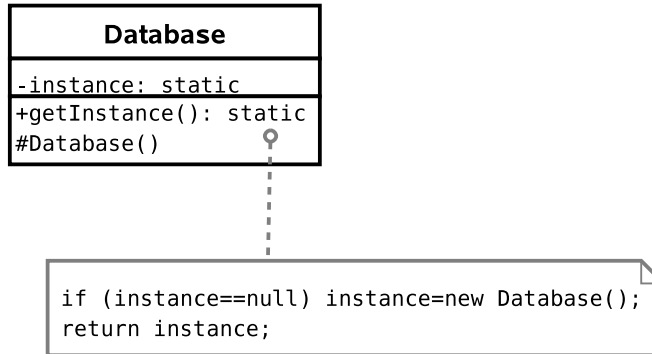 Database
-instance: static
+getInstance(): static
#Database()
if (instance==null) instance=new Database();
return instance;